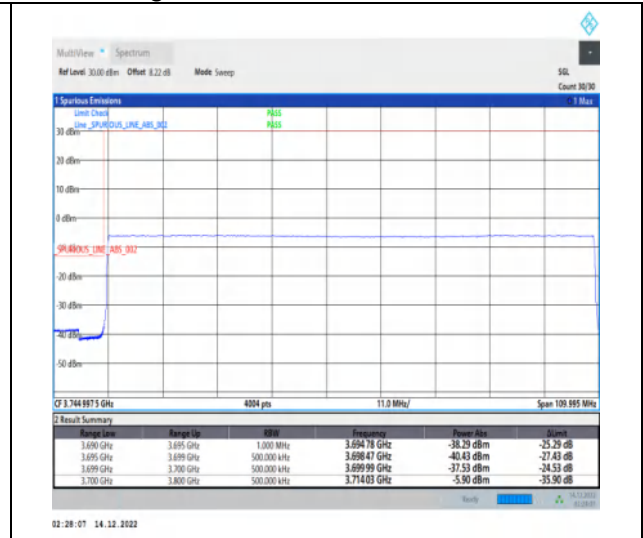 MultiView Spectrum
Ref Level 30.00 dBm Offset 8.22 dB Mode Sweep SGL
Count 30/30
1 Spurious Emissions 1 Max
Limit Check PASS
Line _SPURIOUS_LINE_ABS_002 PASS
30 dBm
20 dBm
10 dBm
0 dBm
_SPURIOUS_LINE_ABS_002
-20 dBm
-30 dBm
-40 dBm
-50 dBm
CF 3.744 997 5 GHz 4004 pts 11.0 MHz/ Span 109.995 MHz
2 Result Summary
Range Low Range Up RBW Frequency Power Abs ΔLimit
3.690 GHz 3.695 GHz 1.000 MHz 3.694 78 GHz -38.29 dBm -25.29 dB
3.695 GHz 3.699 GHz 500.000 kHz 3.698 47 GHz -40.43 dBm -27.43 dB
3.699 GHz 3.700 GHz 500.000 kHz 3.699 99 GHz -37.53 dBm -24.53 dB
3.700 GHz 3.800 GHz 500.000 kHz 3.714 03 GHz -5.90 dBm -35.90 dB
Ready 14.12.2022
02:28:07 14.12.2022